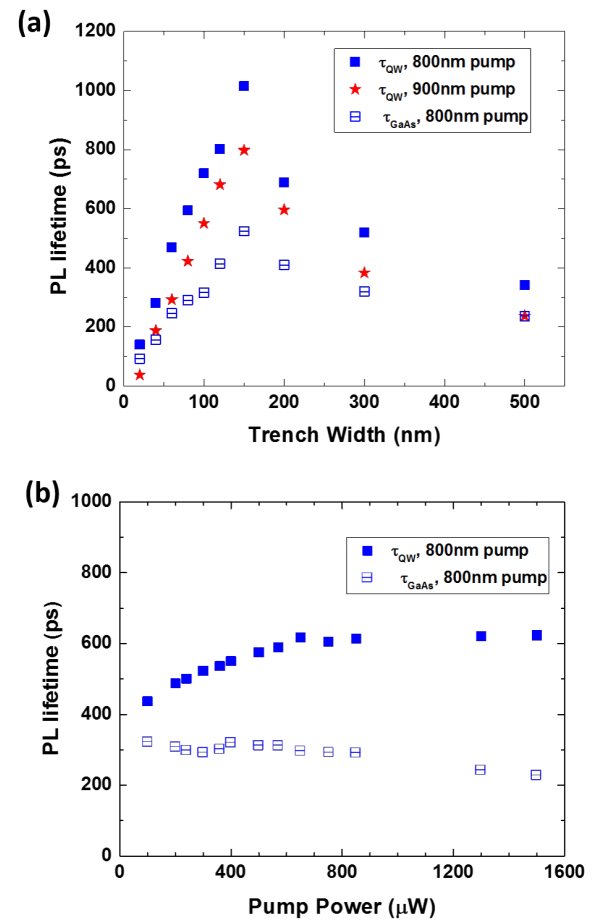 (a)
1200
1000
800
600
400
200
0
PL lifetime (ps)
τQW, 800nm pump
τQW, 900nm pump
τGaAs, 800nm pump
0 100 200 300 400 500
Trench Width (nm)
(b)
1000
800
600
400
200
0
PL lifetime (ps)
τQW, 800nm pump
τGaAs, 800nm pump
0 400 800 1200 1600
Pump Power (μW)